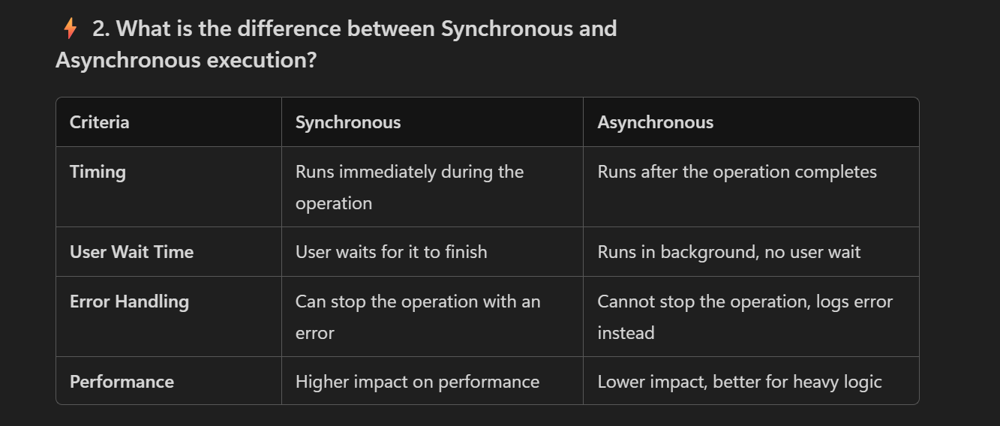 ⚡ 2. What is the difference between Synchronous and
Asynchronous execution?
Criteria Synchronous Asynchronous
Timing Runs immediately during the Runs after the operation completes
operation
User Wait Time User waits for it to finish Runs in background, no user wait
Error Handling Can stop the operation with an Cannot stop the operation, logs error
error instead
Performance Higher impact on performance Lower impact, better for heavy logic